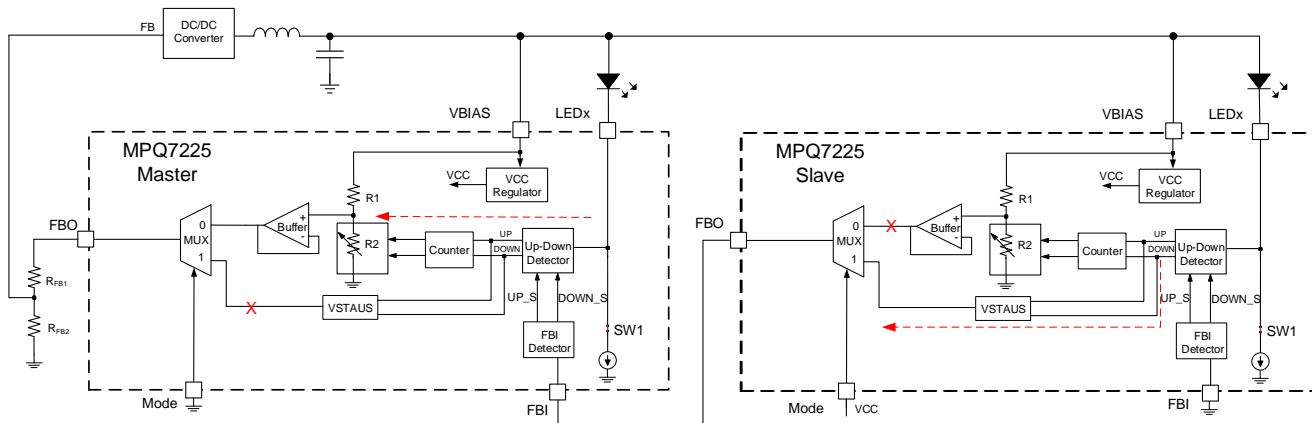 FB
DC/DC
Converter
VBIAS
LEDx
MPQ7225
Master
VCC
VCC
Regulator
R1
FBO
0
MUX
1
+
Buffer
-
R2
Counter
UP
DOWN
Up-Down
Detector
X
VSTAUS
UP_S
DOWN_S
FBI
Detector
SW1
RFB1
RFB2
Mode
FBI
VBIAS
LEDx
MPQ7225
Slave
VCC
VCC
Regulator
R1
FBO
0
MUX
1
X
+
Buffer
-
R2
Counter
UP
DOWN
Up-Down
Detector
VSTAUS
UP_S
DOWN_S
FBI
Detector
SW1
Mode
VCC
FBI